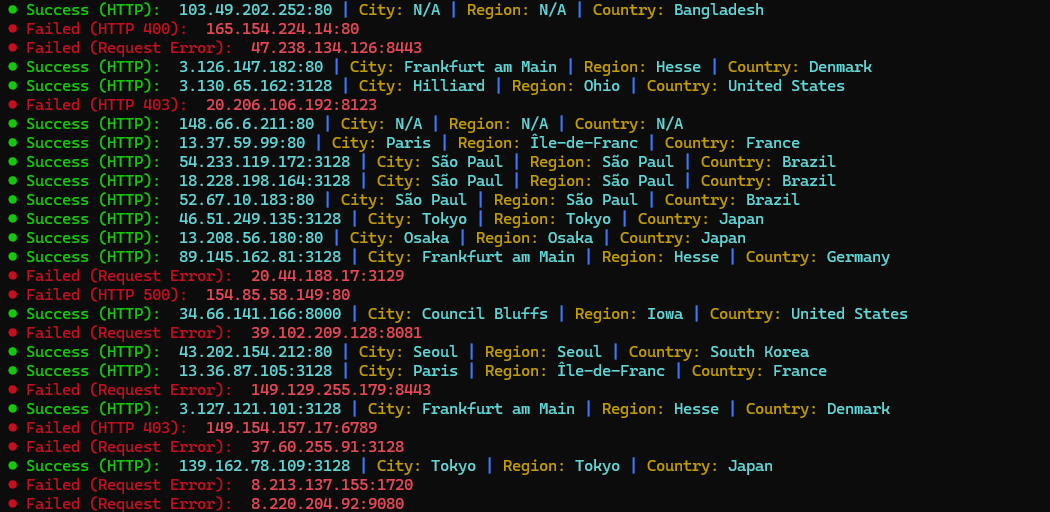 ● Success (HTTP):  103.49.202.252:80 | City: N/A | Region: N/A | Country: Bangladesh
● Failed (HTTP 400):  165.154.224.14:80
● Failed (Request Error):  47.238.134.126:8443
● Success (HTTP):  3.126.147.182:80 | City: Frankfurt am Main | Region: Hesse | Country: Denmark
● Success (HTTP):  3.130.65.162:3128 | City: Hilliard | Region: Ohio | Country: United States
● Failed (HTTP 403):  20.206.106.192:8123
● Success (HTTP):  148.66.6.211:80 | City: N/A | Region: N/A | Country: N/A
● Success (HTTP):  13.37.59.99:80 | City: Paris | Region: Île-de-Franc | Country: France
● Success (HTTP):  54.233.119.172:3128 | City: São Paul | Region: São Paul | Country: Brazil
● Success (HTTP):  18.228.198.164:3128 | City: São Paul | Region: São Paul | Country: Brazil
● Success (HTTP):  52.67.10.183:80 | City: São Paul | Region: São Paul | Country: Brazil
● Success (HTTP):  46.51.249.135:3128 | City: Tokyo | Region: Tokyo | Country: Japan
● Success (HTTP):  13.208.56.180:80 | City: Osaka | Region: Osaka | Country: Japan
● Success (HTTP):  89.145.162.81:3128 | City: Frankfurt am Main | Region: Hesse | Country: Germany
● Failed (Request Error):  20.44.188.17:3129
● Failed (HTTP 500):  154.85.58.149:80
● Success (HTTP):  34.66.141.166:8000 | City: Council Bluffs | Region: Iowa | Country: United States
● Failed (Request Error):  39.102.209.128:8081
● Success (HTTP):  43.202.154.212:80 | City: Seoul | Region: Seoul | Country: South Korea
● Success (HTTP):  13.36.87.105:3128 | City: Paris | Region: Île-de-Franc | Country: France
● Failed (Request Error):  149.129.255.179:8443
● Success (HTTP):  3.127.121.101:3128 | City: Frankfurt am Main | Region: Hesse | Country: Denmark
● Failed (HTTP 403):  149.154.157.17:6789
● Failed (Request Error):  37.60.255.91:3128
● Success (HTTP):  139.162.78.109:3128 | City: Tokyo | Region: Tokyo | Country: Japan
● Failed (Request Error):  8.213.137.155:1720
● Failed (Request Error):  8.220.204.92:9080